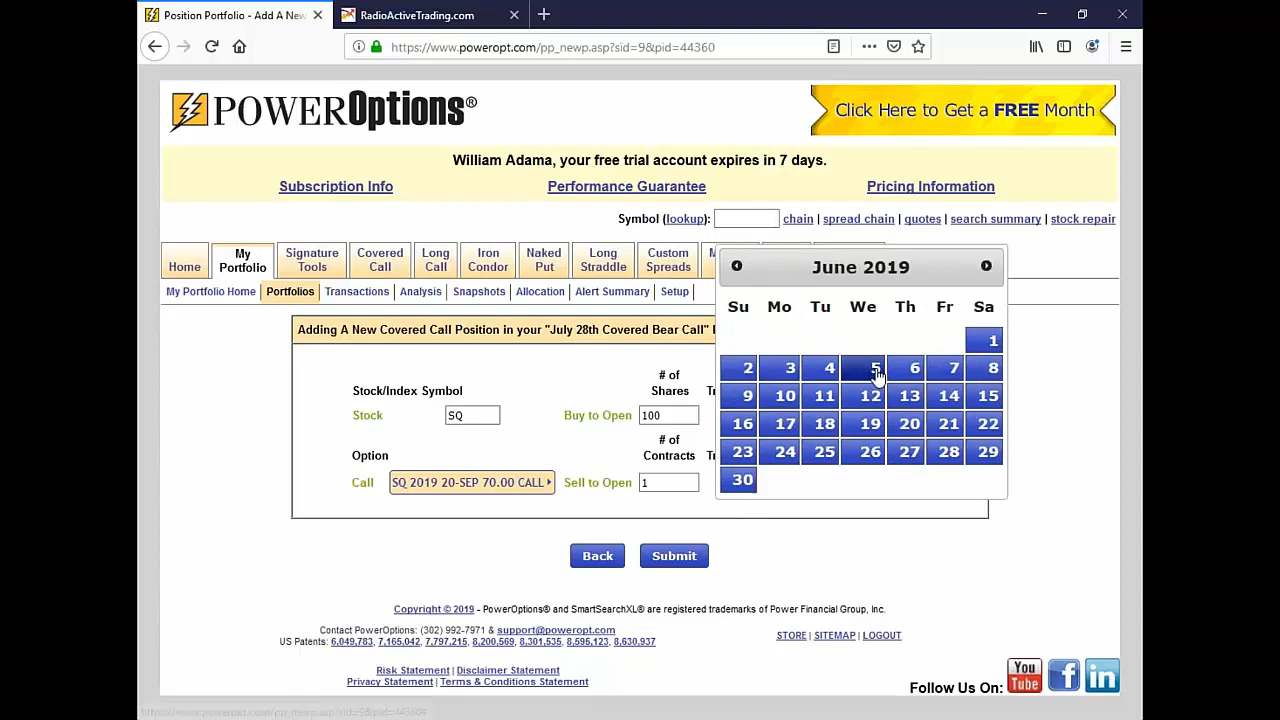 Position Portfolio - Add A New
RadioActiveTrading.com
https://www.poweropt.com/pp_newp.asp?sid=9&pid=44360
POWEROptions®
Click Here to Get a FREE Month
William Adama, your free trial account expires in 7 days.
Subscription Info Performance Guarantee Pricing Information
Symbol (lookup): chain | spread chain | quotes | search summary | stock repair
Home My Portfolio Signature Tools Covered Call Long Call Iron Condor Naked Put Long Straddle Custom Spreads
My Portfolio Home Portfolios Transactions Analysis Snapshots Allocation Alert Summary Setup
Adding A New Covered Call Position in your "July 28th Covered Bear Call"
Stock/Index Symbol # of Shares
Stock SQ Buy to Open 100
Option # of Contracts
Call SQ 2019 20-SEP 70.00 CALL Sell to Open 1
June 2019
Su Mo Tu We Th Fr Sa
1
2 3 4 5 6 7 8
9 10 11 12 13 14 15
16 17 18 19 20 21 22
23 24 25 26 27 28 29
30
Back Submit
Copyright © 2019 - PowerOptions® and SmartSearchXL® are registered trademarks of Power Financial Group, Inc.
Contact PowerOptions: (302) 992-7971 & support@poweropt.com
US Patents: 6,049,783, 7,165,042, 7,797,215, 8,200,569, 8,301,535, 8,595,123, 8,630,937
STORE | SITEMAP | LOGOUT
Risk Statement | Disclaimer Statement
Privacy Statement | Terms & Conditions Statement
Follow Us On: You Tube f in